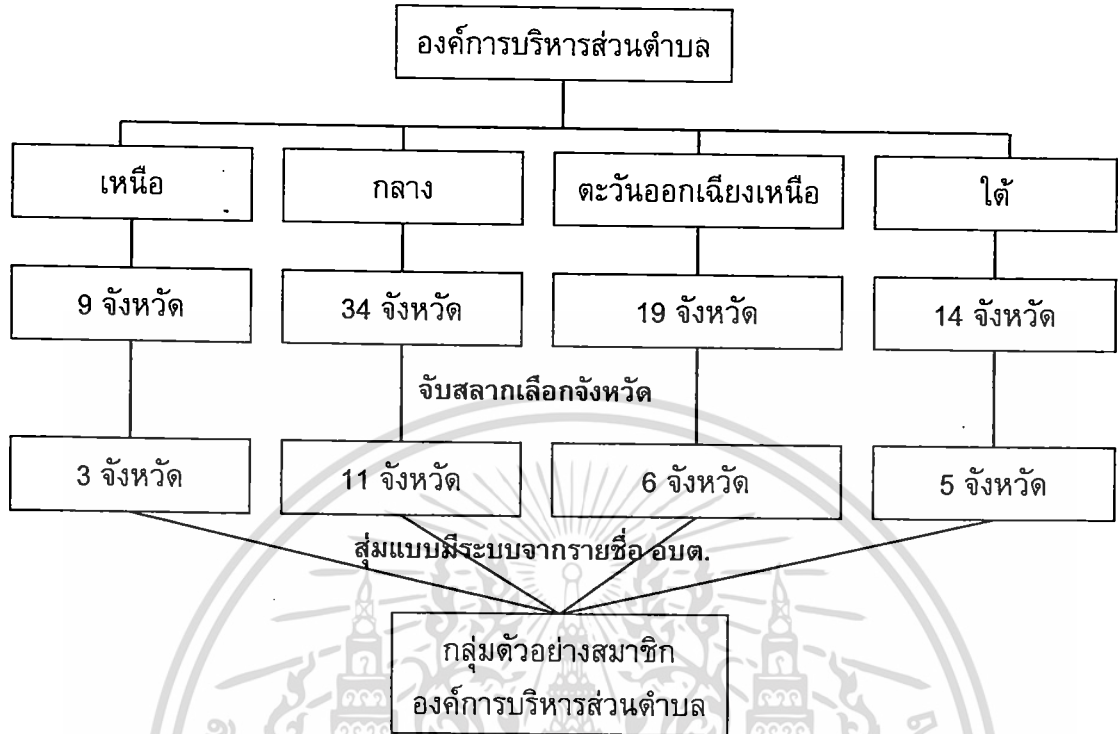 องค์การบริหารส่วนตำบล
เหนือ
กลาง
ตะวันออกเฉียงเหนือ
ใต้
9 จังหวัด
34 จังหวัด
19 จังหวัด
14 จังหวัด
จับสลากเลือกจังหวัด
3 จังหวัด
11 จังหวัด
6 จังหวัด
5 จังหวัด
สุ่มแบบมีระบบจากรายชื่อ อบต.
กลุ่มตัวอย่างสมาชิก
องค์การบริหารส่วนตำบล